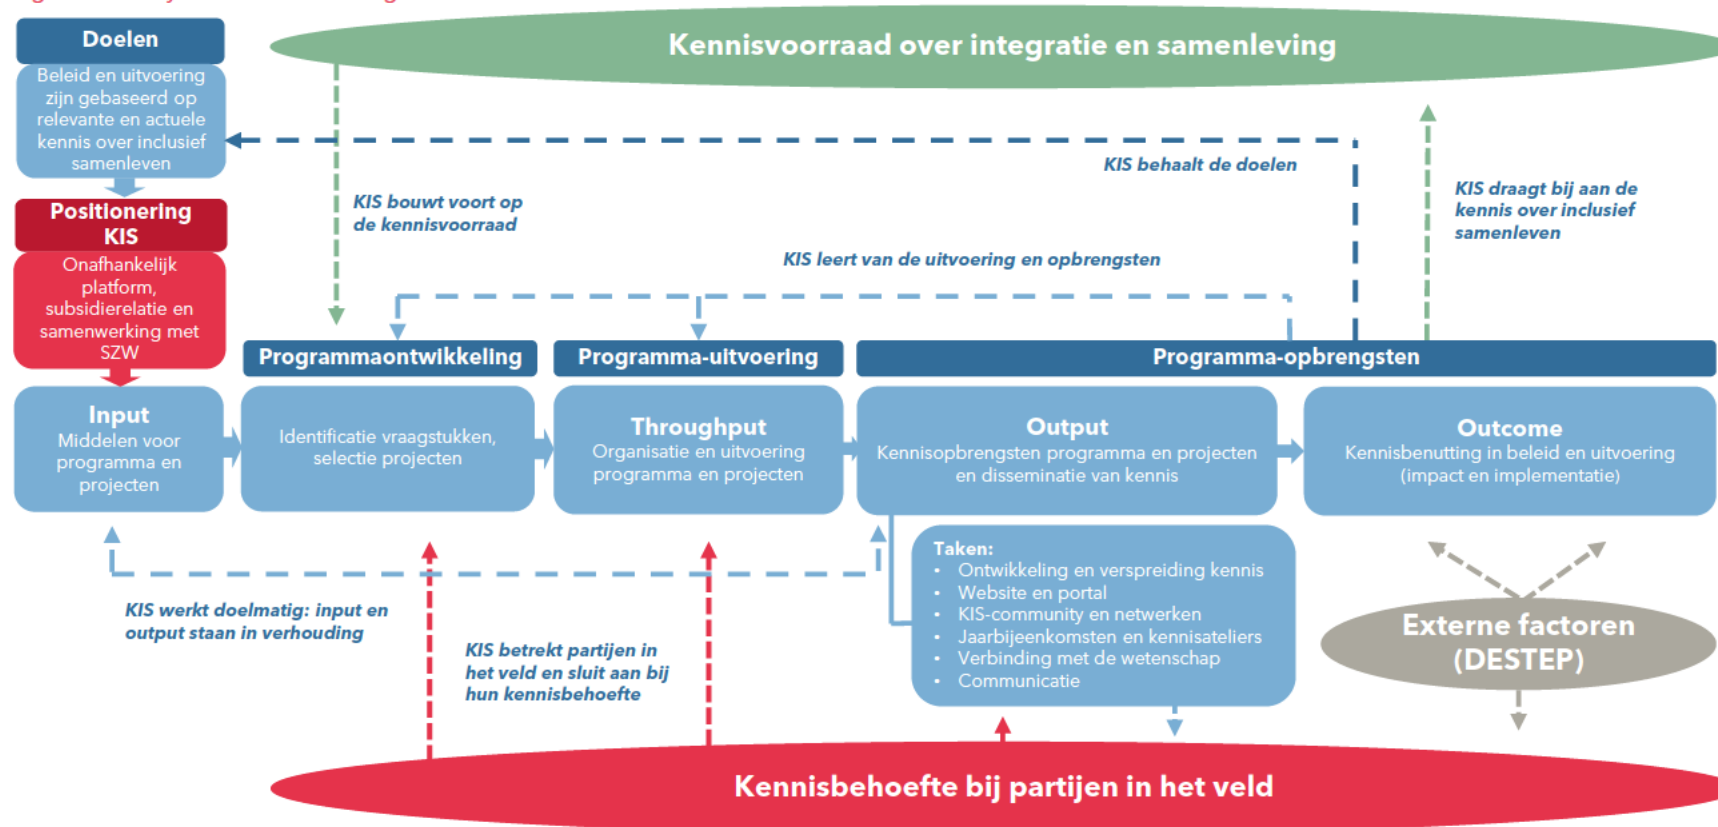 Doelen
Beleid en uitvoering
zijn gebaseerd op
relevante en actuele
kennis over inclusief
samenleven
Kennisvoorraad over integratie en samenleving
KIS behaalt de doelen
KIS draagt bij aan de
kennis over inclusief
samenleven
Positionering
KIS
Onafhankelijk
platform,
subsidierelatie en
samenwerking met
SZW
KIS bouwt voort op
de kennisvoorraad
KIS leert van de uitvoering en opbrengsten
Programmaontwikkeling
Programma-uitvoering
Programma-opbrengsten
Input
Middelen voor
programma en
projecten
Identificatie vraagstukken,
selectie projecten
Throughput
Organisatie en uitvoering
programma en projecten
Output
Kennisopbrengsten programma en projecten
en disseminatie van kennis
Outcome
Kennisbenutting in beleid en uitvoering
(impact en implementatie)
KIS werkt doelmatig: input en
output staan in verhouding
KIS betrekt partijen in
het veld en sluit aan bij
hun kennisbehoefte
Taken:
• Ontwikkeling en verspreiding kennis
• Website en portal
• KIS-community en netwerken
• Jaarbijeenkomsten en kennisateliers
• Verbinding met de wetenschap
• Communicatie
Externe factoren
(DESTEP)
Kennisbehoefte bij partijen in het veld